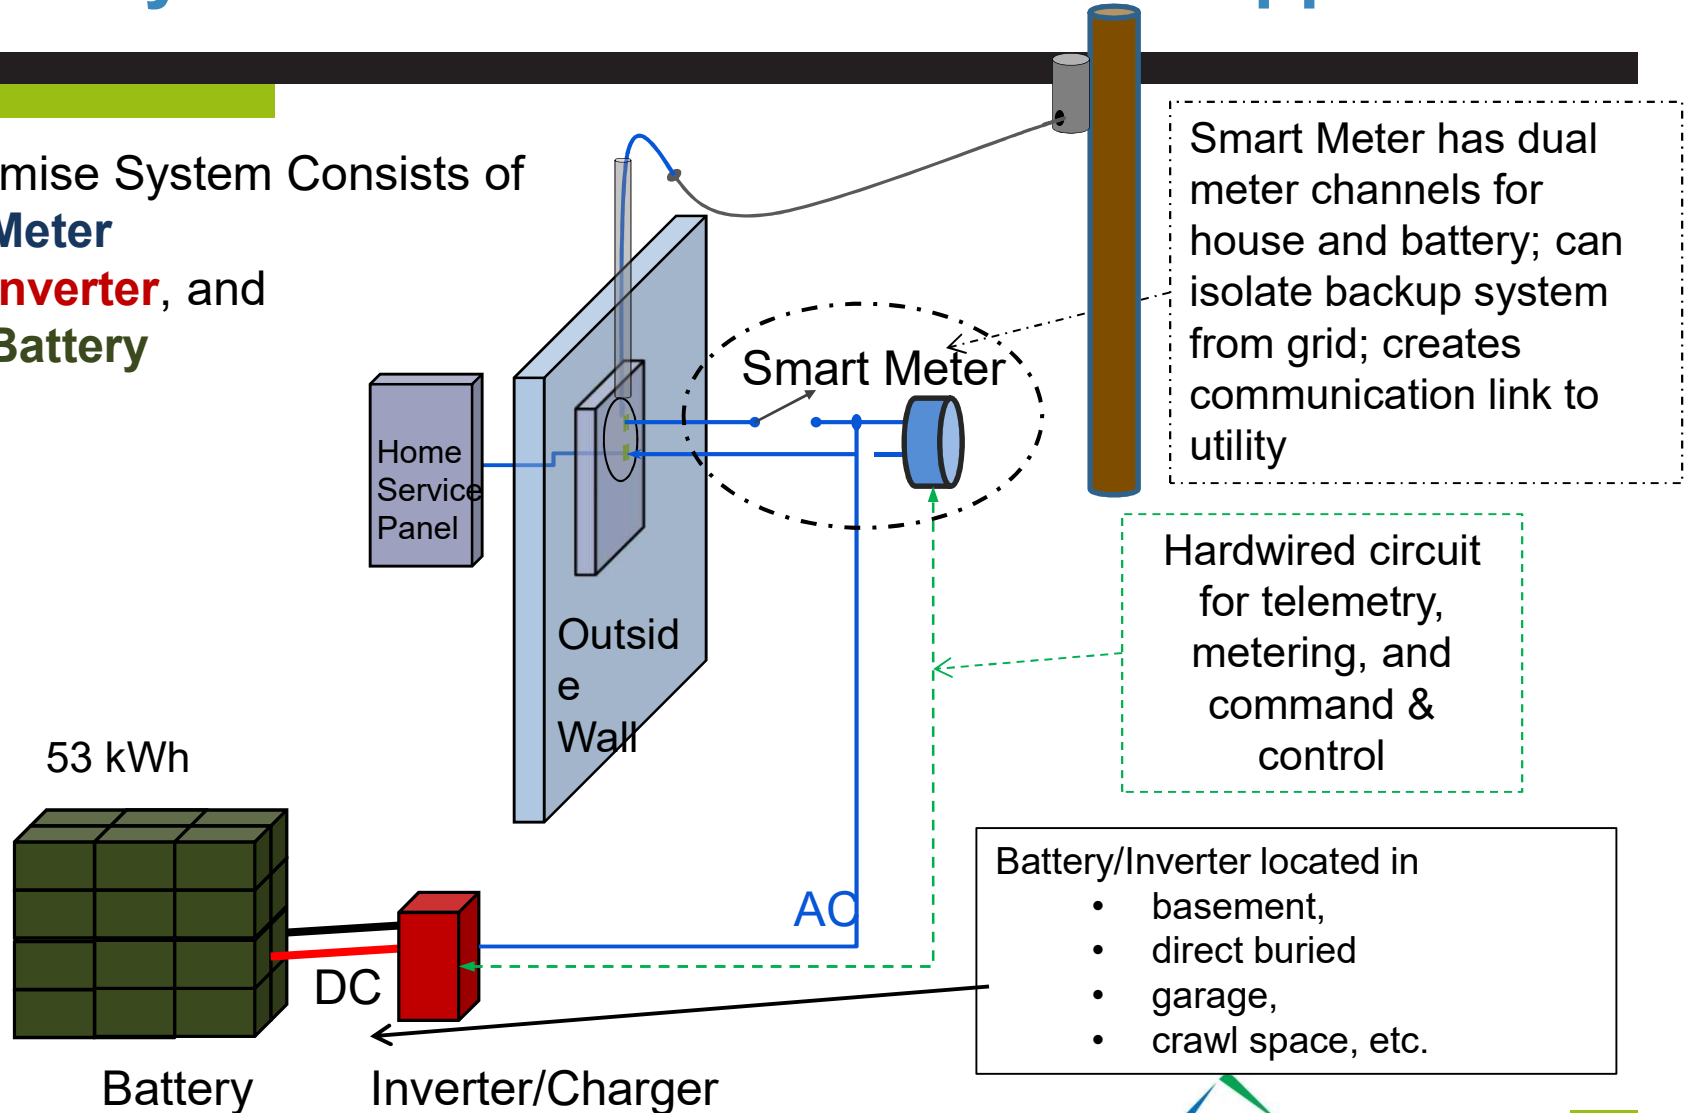 mise System Consists of
Meter
nverter, and
Battery
Smart Meter has dual
meter channels for
house and battery; can
isolate backup system
from grid; creates
communication link to
utility
Smart Meter
Home
Service
Panel
Outsid
e
Wall
Hardwired circuit
for telemetry,
metering, and
command &
control
53 kWh
AC
DC
Battery/Inverter located in
• basement,
• direct buried
• garage,
• crawl space, etc.
Battery
Inverter/Charger